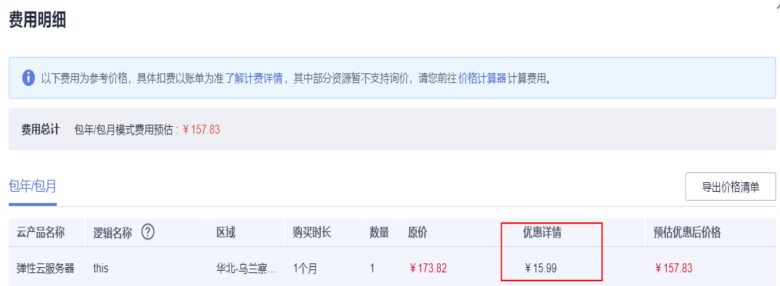 费用明细
以下费用为参考价格，具体扣费以账单为准 了解计费详情，其中部分资源暂不支持询价，请您前往 价格计算器 计算费用。
费用总计 包年/包月模式费用预估：¥157.83
包年/包月
导出价格清单
云产品名称 逻辑名称 ? 区域 购买时长 数量 原价 优惠详情 预估优惠后价格
弹性云服务器 this 华北-乌兰察... 1个月 1 ¥173.82 ¥15.99 ¥157.83